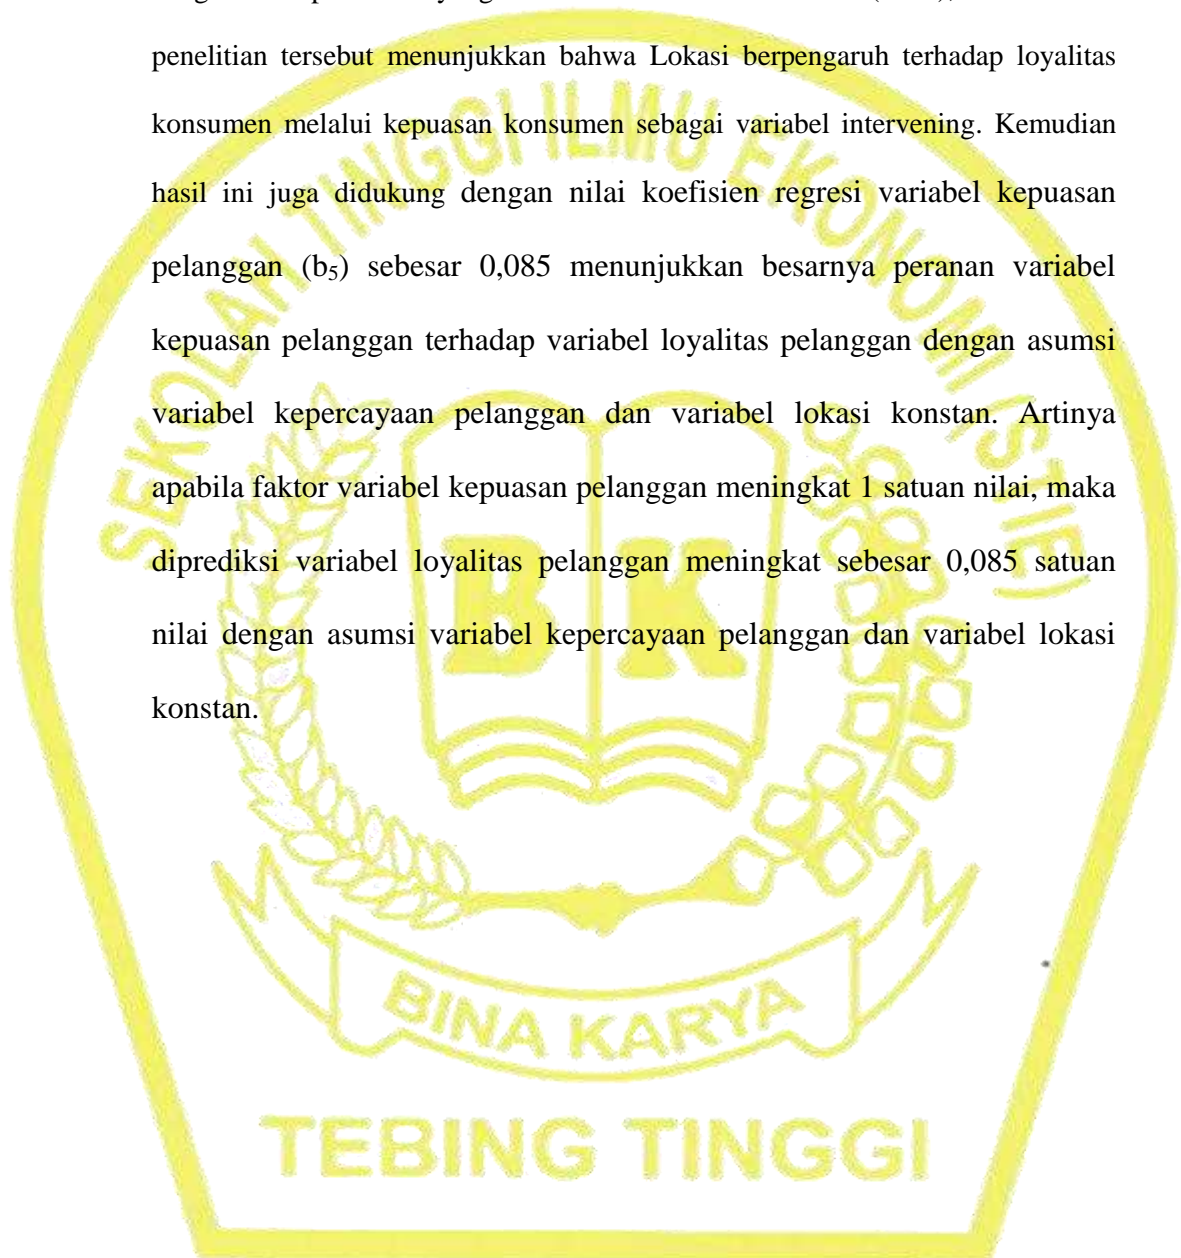 penelitian tersebut menunjukkan bahwa Lokasi berpengaruh terhadap loyalitas
konsumen melalui kepuasan konsumen sebagai variabel intervening. Kemudian
hasil ini juga didukung dengan nilai koefisien regresi variabel kepuasan
pelanggan (b₅) sebesar 0,085 menunjukkan besarnya peranan variabel
kepuasan pelanggan terhadap variabel loyalitas pelanggan dengan asumsi
variabel kepercayaan pelanggan dan variabel lokasi konstan. Artinya
apabila faktor variabel kepuasan pelanggan meningkat 1 satuan nilai, maka
diprediksi variabel loyalitas pelanggan meningkat sebesar 0,085 satuan
nilai dengan asumsi variabel kepercayaan pelanggan dan variabel lokasi
konstan.
SEKOLAH TINGGI ILMU EKONOMI (STIE)
B K
BINA KARYA
TEBING TINGGI